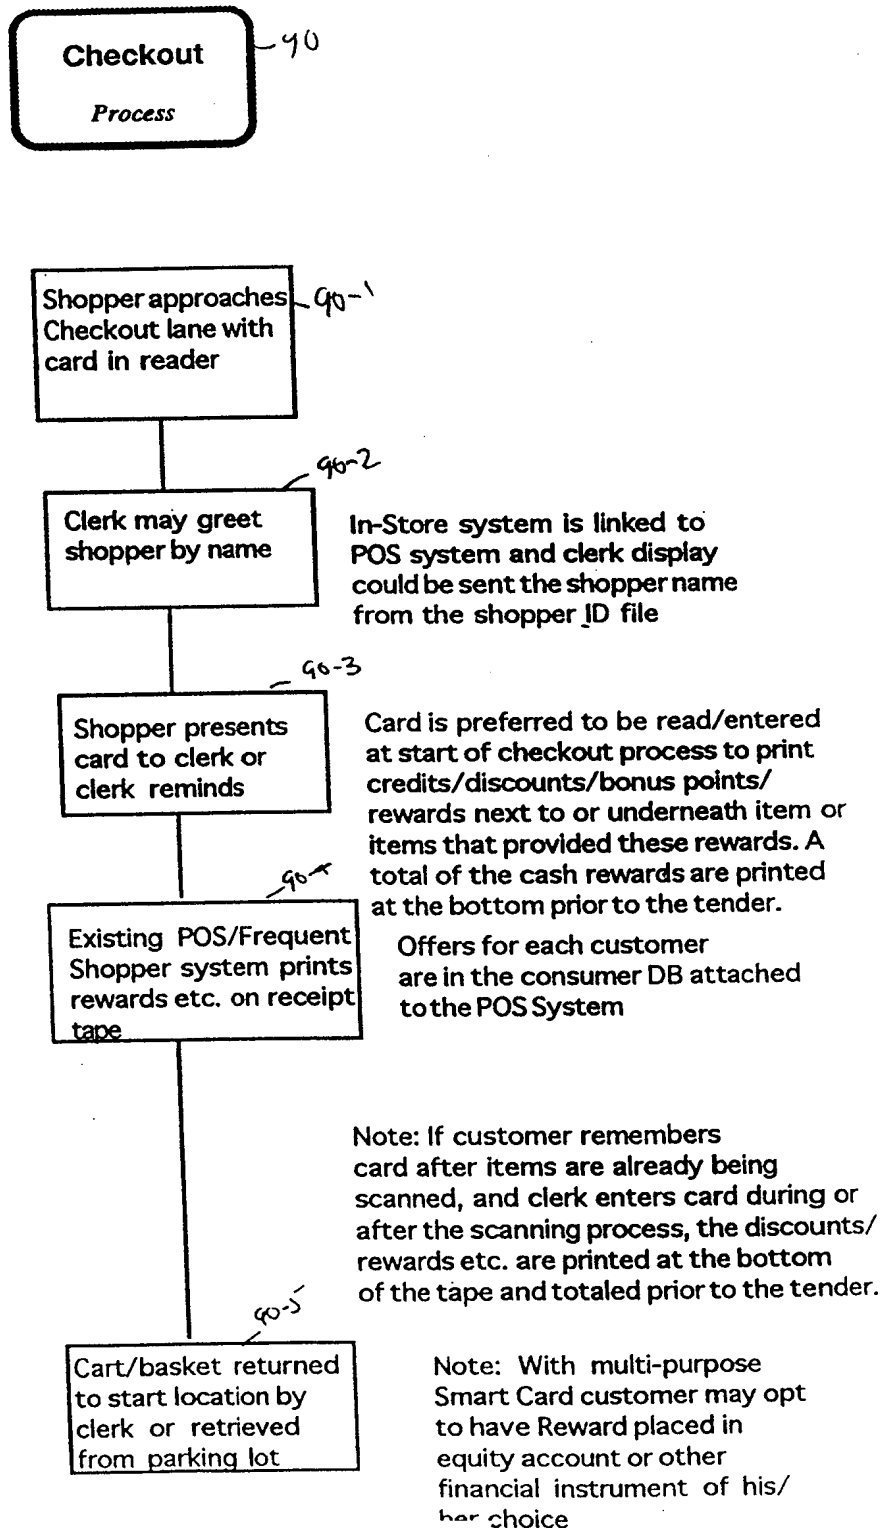 Checkout
90
Process
Shopper approaches
Checkout lane with
card in reader
90-1
90-2
Clerk may greet
shopper by name
In-Store system is linked to
POS system and clerk display
could be sent the shopper name
from the shopper ID file
90-3
Shopper presents
card to clerk or
clerk reminds
Card is preferred to be read/entered
at start of checkout process to print
credits/discounts/bonus points/
rewards next to or underneath item or
items that provided these rewards. A
total of the cash rewards are printed
at the bottom prior to the tender.
90-4
Existing POS/Frequent
Shopper system prints
rewards etc. on receipt
tape
Offers for each customer
are in the consumer DB attached
to the POS System
Note: If customer remembers
card after items are already being
scanned, and clerk enters card during or
after the scanning process, the discounts/
rewards etc. are printed at the bottom
of the tape and totaled prior to the tender.
90-5
Cart/basket returned
to start location by
clerk or retrieved
from parking lot
Note: With multi-purpose
Smart Card customer may opt
to have Reward placed in
equity account or other
financial instrument of his/
her choice